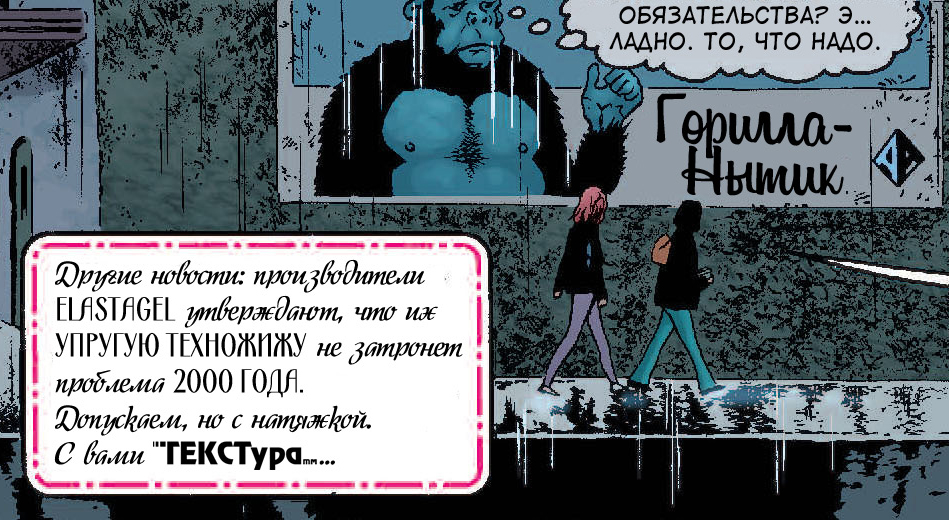 ОБЯЗАТЕЛЬСТВА? Э...
ЛАДНО. ТО, ЧТО НАДО.
Горилла-
Нытик
Другие новости: производители
ELASTAGEL утверждают, что их
УПРУГУЮ ТЕХНОЖИЖУ не затронет
проблема 2000 ГОДА.
Допускаем, но с натяжкой.
С вами "ТЕКСТура™...